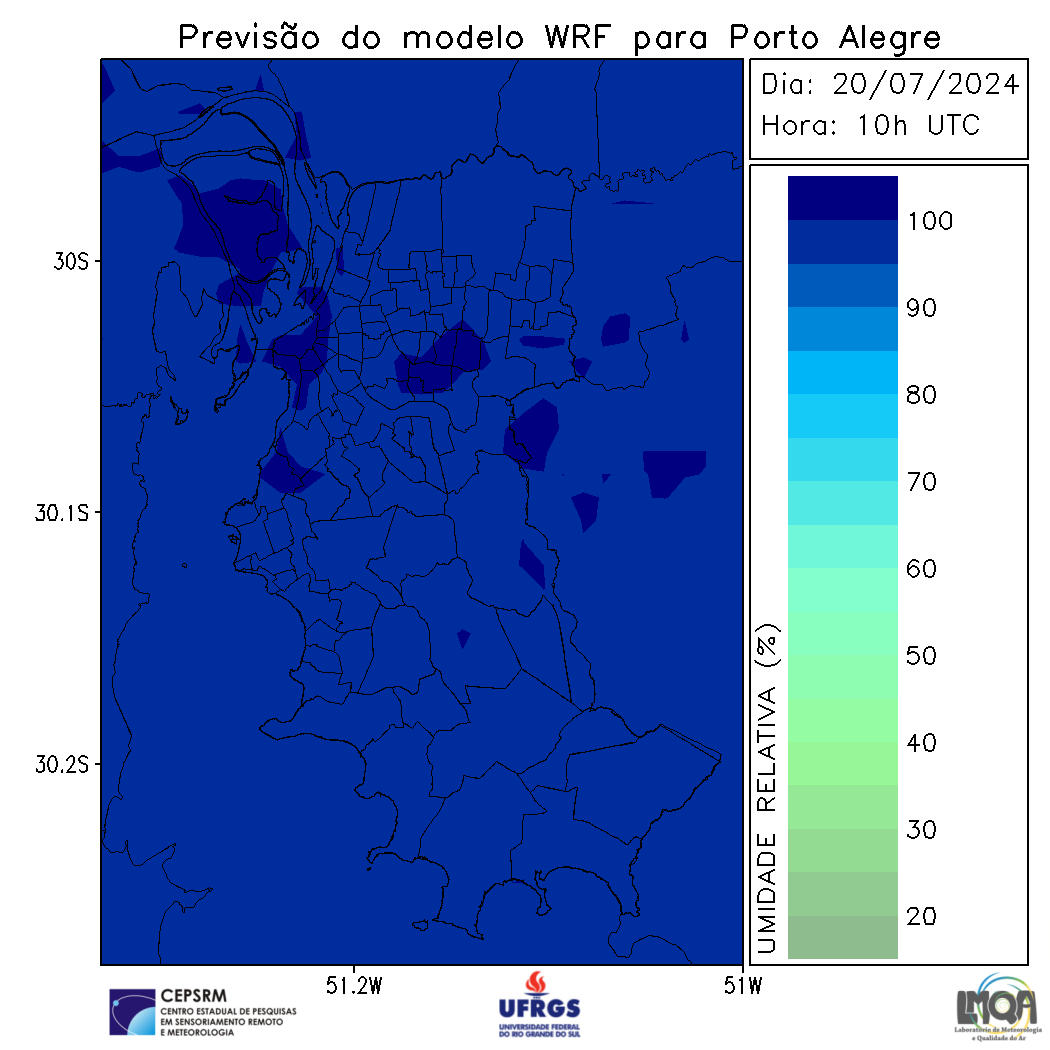 Previsão do modelo WRF para Porto Alegre
Dia: 20/07/2024
Hora: 10h UTC
100
90
80
70
60
50
40
30
20
UMIDADE RELATIVA (%)
30S
30.1S
30.2S
51.2W
51W
CEPSRM
CENTRO ESTADUAL DE PESQUISAS
EM SENSORIAMENTO REMOTO
E METEOROLOGIA
UFRGS
UNIVERSIDADE FEDERAL
DO RIO GRANDE DO SUL
LMQA
Laboratório de Meteorologia
e Qualidade do Ar